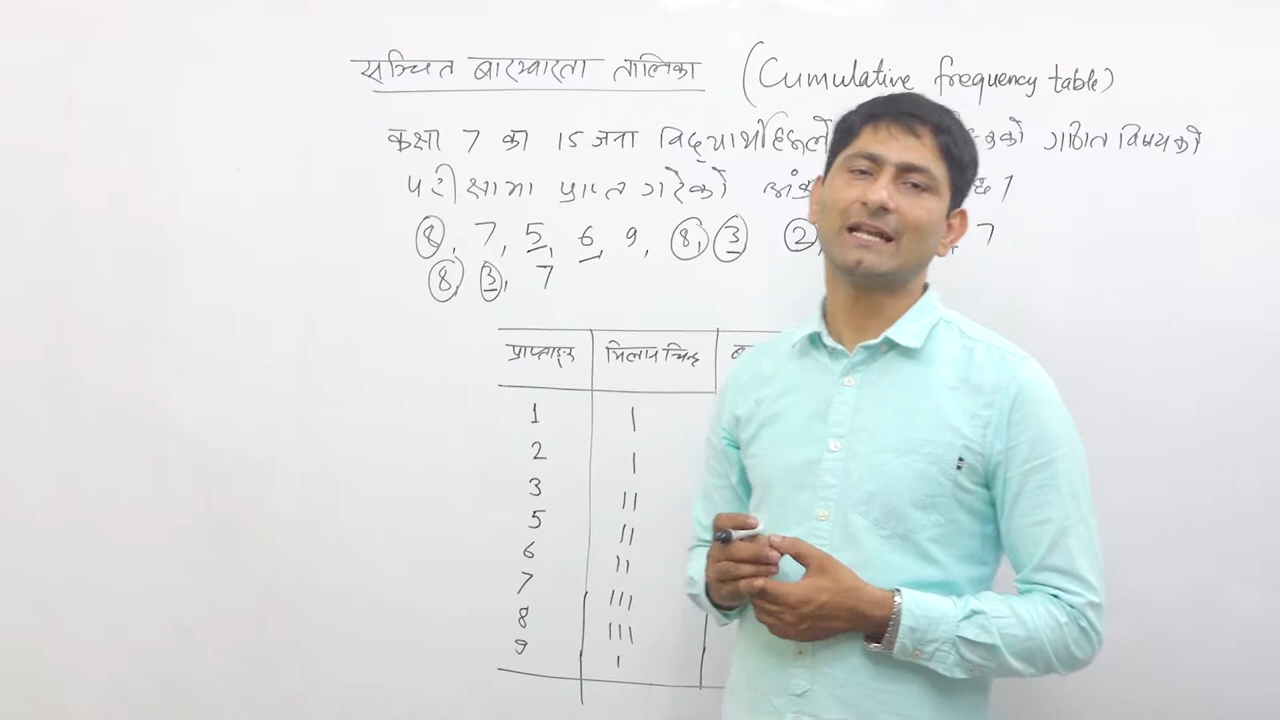 सञ्चित बारम्बारता तालिका (Cumulative frequency table)
कक्षा 7 का 15 जना विद्यार्थीहरूले गणित विषयको
परीक्षामा प्राप्त गरेको
8, 7, 5, 6, 9, 8, 3 2, 7
8, 3, 7
प्राप्ताङ्क मिलान चिन्ह
1 |
2 |
3 ||
5 ||
6 ||
7 |||
8 |||
9 |